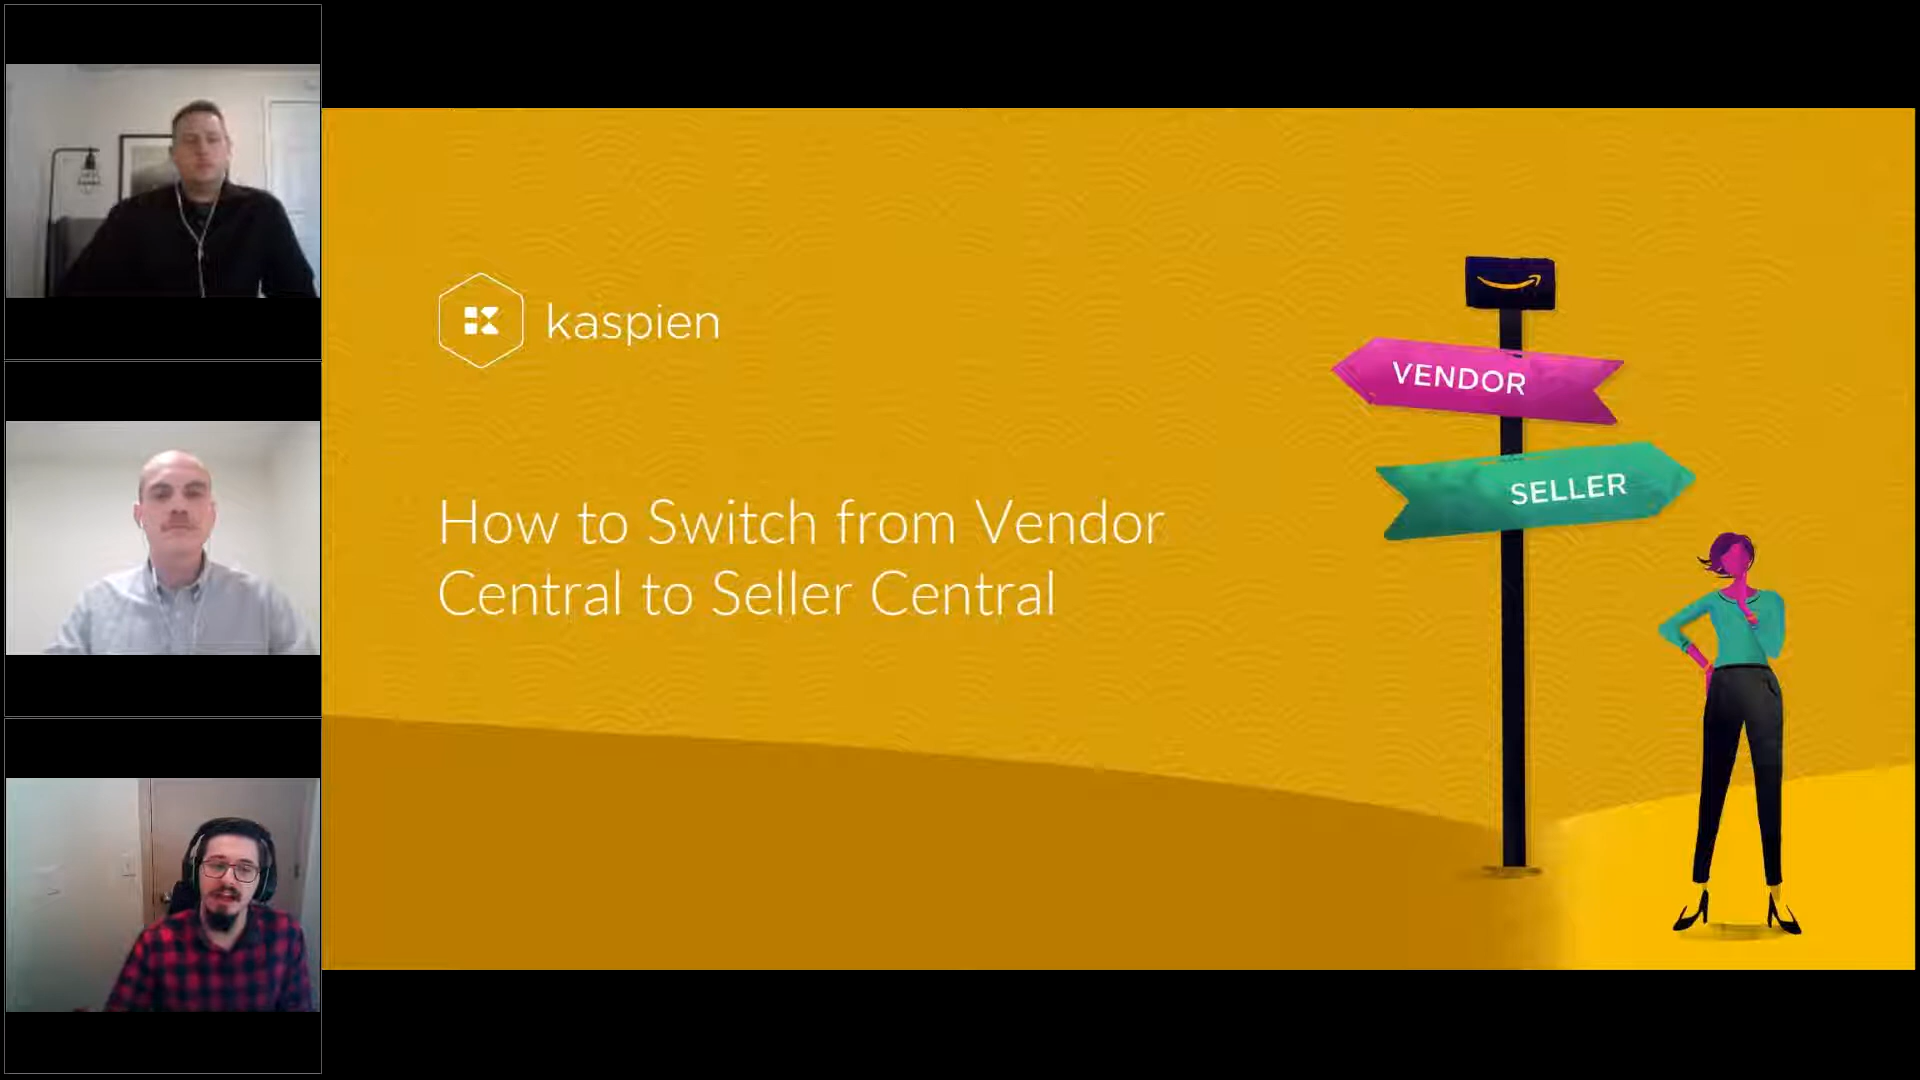 kaspien
How to Switch from Vendor
Central to Seller Central
VENDOR
SELLER